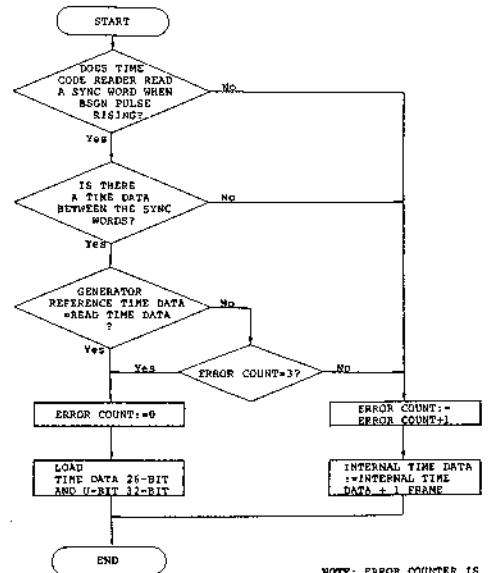 START
DOES TIME
CODE READER READ
A SYNC WORD WHEN
BSGN PULSE
RISING?
No
Yes
IS THERE
A TIME DATA
BETWEEN THE SYNC
WORDS?
No
Yes
GENERATOR
REFERENCE TIME DATA
=READ TIME DATA
?
No
Yes
Yes
ERROR COUNT=3?
No
ERROR COUNT:=0
ERROR COUNT:=
ERROR COUNT+1
LOAD
TIME DATA 26-BIT
AND U-BIT 32-BIT
INTERNAL TIME DATA
:=INTERNAL TIME
DATA + 1 FRAME
END
NOTE: ERROR COUNTER IS